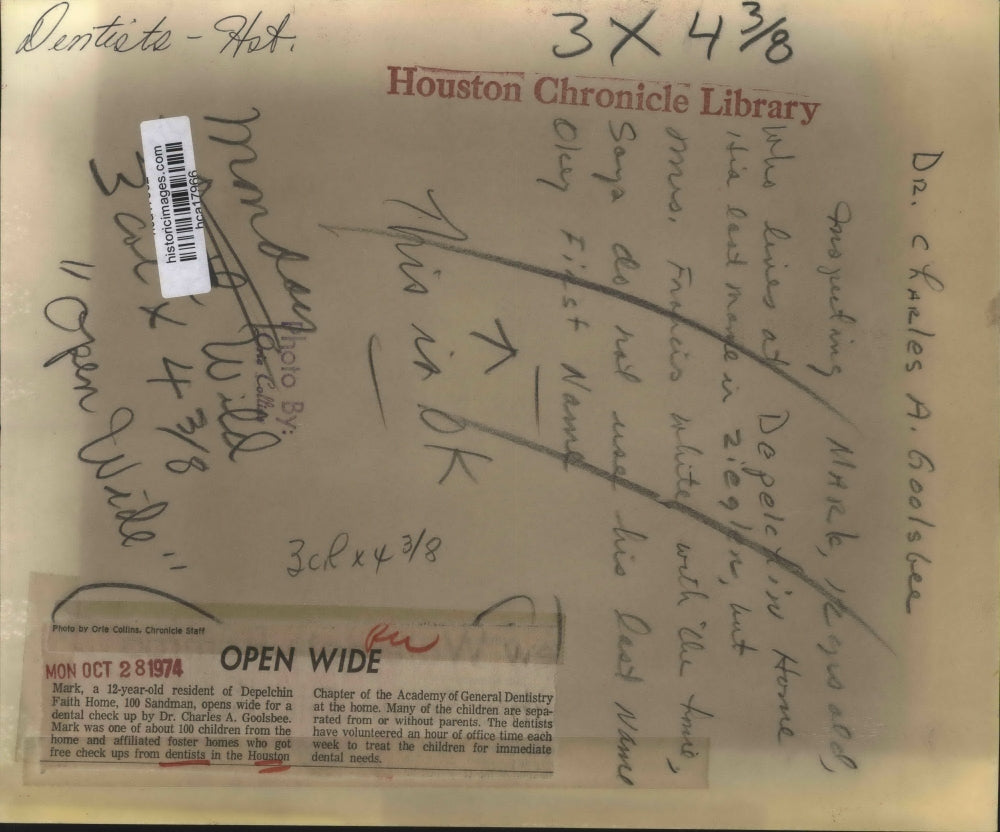 Dentists - Hst.
3 X 4 3/8
Houston Chronicle Library
DR. CHARLES A. Goolsbee
Inspecting MARK, 12 yrs old,
Who lives at Depelchin Home
His last name is but
Mrs. Francis White with the home,
Says do not use his last Name
Okey First Name
This is OK
Monday
Wild
3 col x 4 3/8
"Open Wide"
Photo By:
Collins
historicimages.com
hca17966
3 col x 4 3/8
Photo by Orie Collins, Chronicle Staff
MON OCT 28 1974
OPEN WIDE
Mark, a 12-year-old resident of Depelchin
Faith Home, 100 Sandman, opens wide for a
dental check up by Dr. Charles A. Goolsbee.
Mark was one of about 100 children from the
home and affiliated foster homes who got
free check ups from dentists in the Houston
Chapter of the Academy of General Dentistry
at the home. Many of the children are sepa-
rated from or without parents. The dentists
have volunteered an hour of office time each
week to treat the children for immediate
dental needs.